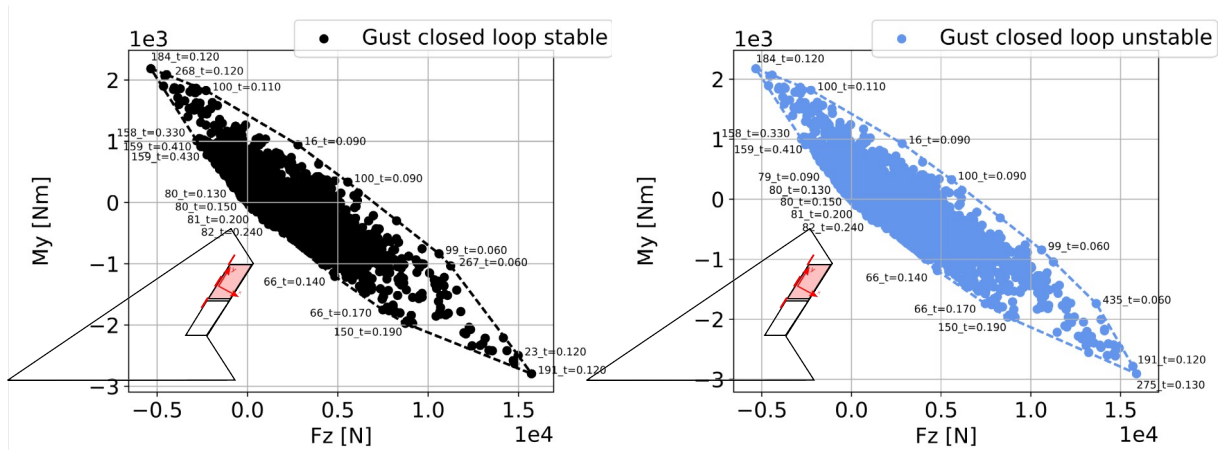 1e3
Gust closed loop stable
184_t=0.120
268_t=0.120
100_t=0.110
158_t=0.330
159_t=0.410
159_t=0.430
16_t=0.090
100_t=0.090
80_t=0.130
80_t=0.150
81_t=0.200
82_t=0.240
99_t=0.060
267_t=0.060
66_t=0.140
66_t=0.170
150_t=0.190
23_t=0.120
191_t=0.120
2
1
0
−1
−2
−3
My [Nm]
−0.5
0.0
0.5
1.0
1.5
Fz [N]
1e4
1e3
Gust closed loop unstable
184_t=0.120
100_t=0.110
158_t=0.330
159_t=0.410
16_t=0.090
79_t=0.090
100_t=0.090
80_t=0.130
80_t=0.150
81_t=0.200
82_t=0.240
99_t=0.060
66_t=0.140
435_t=0.060
66_t=0.170
150_t=0.190
191_t=0.120
275_t=0.130
2
1
0
−1
−2
−3
My [Nm]
−0.5
0.0
0.5
1.0
1.5
Fz [N]
1e4